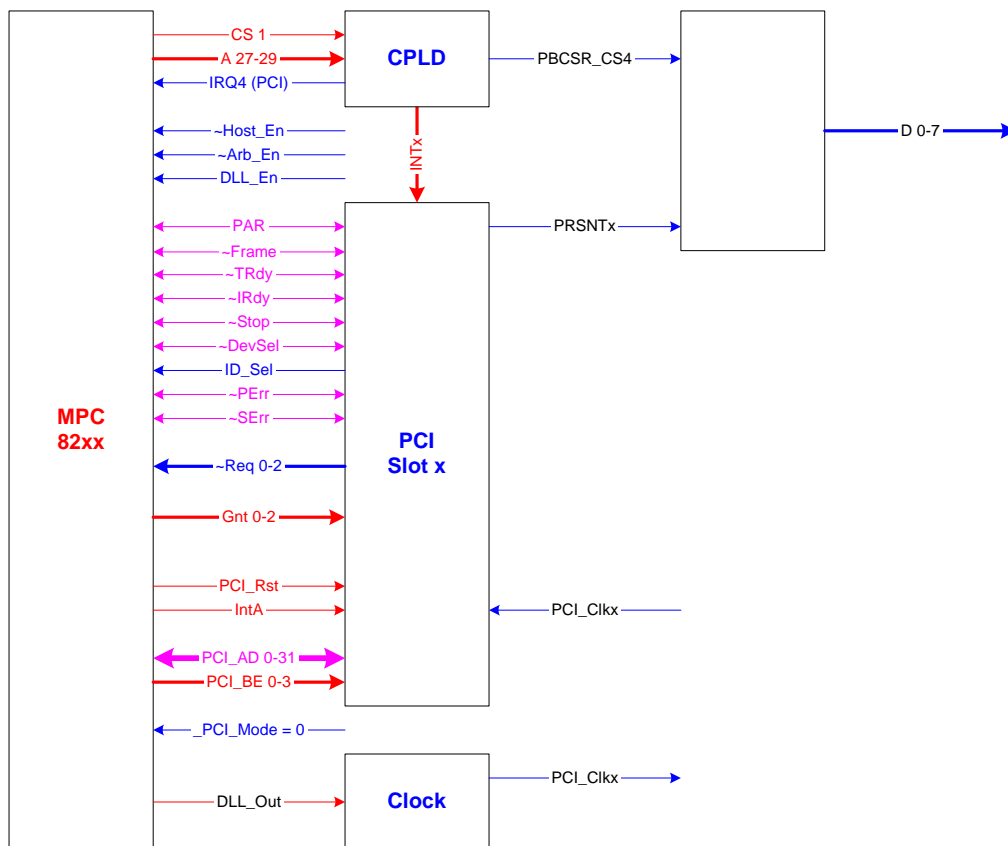 CS 1
A 27-29
IRQ4 (PCI)
CPLD
PBCSR_CS4
D 0-7
~Host_En
~Arb_En
DLL_En
INTx
PAR
PRSNTx
~Frame
~TRdy
~IRdy
~Stop
~DevSel
ID_Sel
~PErr
~SErr
MPC
82xx
PCI
Slot x
~Req 0-2
Gnt 0-2
PCI_Rst
IntA
PCI_Clkx
PCI_AD 0-31
PCI_BE 0-3
_PCI_Mode = 0
PCI_Clkx
DLL_Out
Clock